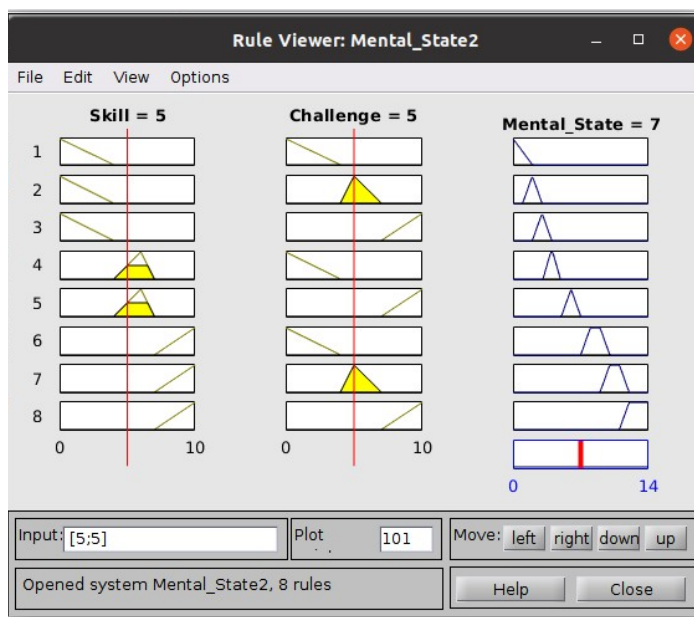 Rule Viewer: Mental_State2
File Edit View Options
Skill = 5 Challenge = 5 Mental_State = 7
1
2
3
4
5
6
7
8
0 10 0 10 0 14
Input: [5;5] Plot 101 Move: left right down up
Opened system Mental_State2, 8 rules Help Close